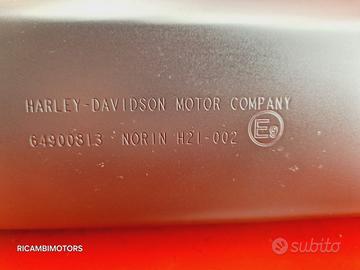 HARLEY-DAVIDSON MOTOR COMPANY
64900813 NORIN H21-002 E9
RICAMBIMOTORS
subito